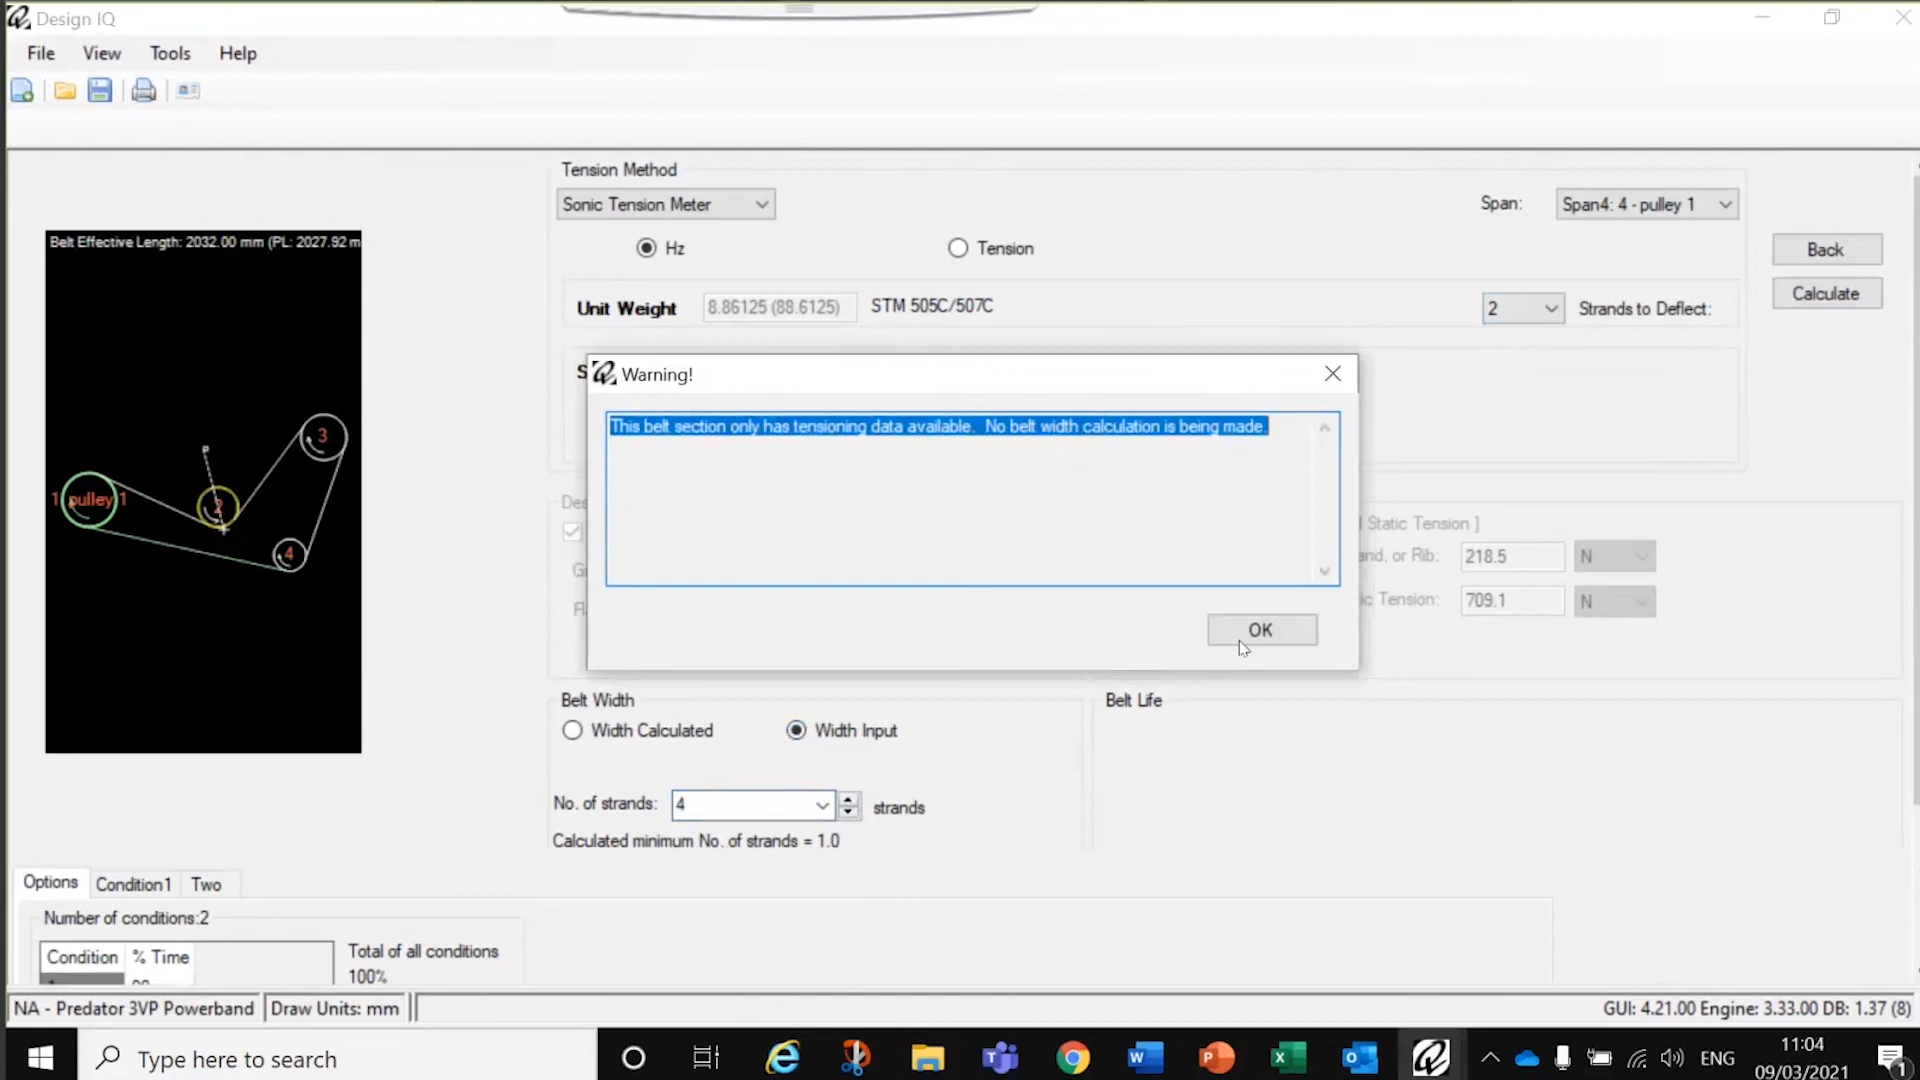 Design IQ
File View Tools Help
Tension Method
Sonic Tension Meter
Span: Span4: 4 - pulley 1
Hz Tension
Back
Unit Weight 8.86125 (88.6125) STM 505C/507C 2 Strands to Deflect:
Calculate
Belt Effective Length: 2032.00 mm (PL: 2027.92 m
3
1 pulley 1
2
4
Warning!
This belt section only has tensioning data available. No belt width calculation is being made.
OK
Static Tension ]
and, or Rib: 218.5 N
Tension: 709.1 N
Belt Width
Width Calculated Width Input
No. of strands: 4 strands
Calculated minimum No. of strands = 1.0
Belt Life
Options Condition1 Two
Number of conditions:2
Condition % Time
Total of all conditions
100%
NA - Predator 3VP Powerband Draw Units: mm GUI: 4.21.00 Engine: 3.33.00 DB: 1.37 (8)
Type here to search
ENG
11:04
09/03/2021
1